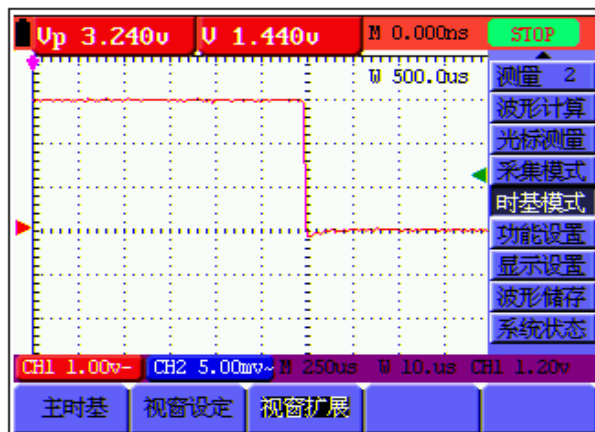 Vp 3.240v V 1.440v M 0.000ns STOP
W 500.0us
测量 2
波形计算
光标测量
采集模式
时基模式
功能设置
显示设置
波形储存
系统状态
CH1 1.00v- CH2 5.00mv~ M 250us W 10.us CH1 1.20v
主时基 视窗设定 视窗扩展